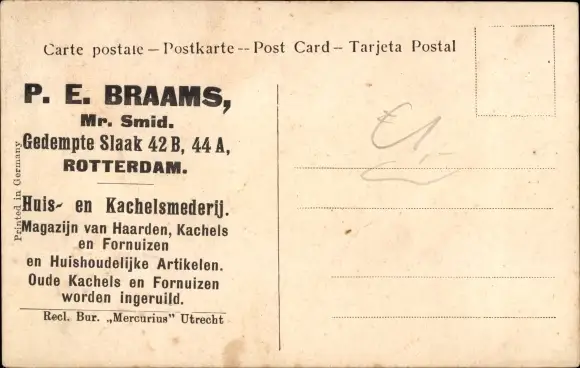 Carte postale – Postkarte -- Post Card – Tarjeta Postal
P. E. BRAAMS,
Mr. Smid.
Gedempte Slaak 42 B, 44 A,
ROTTERDAM.
Huis- en Kachelsmederij.
Magazijn van Haarden, Kachels
en Fornuizen
en Huishoudelijke Artikelen.
Oude Kachels en Fornuizen
worden ingeruild.
Recl. Bur. „Mercurius” Utrecht
Printed in Germany